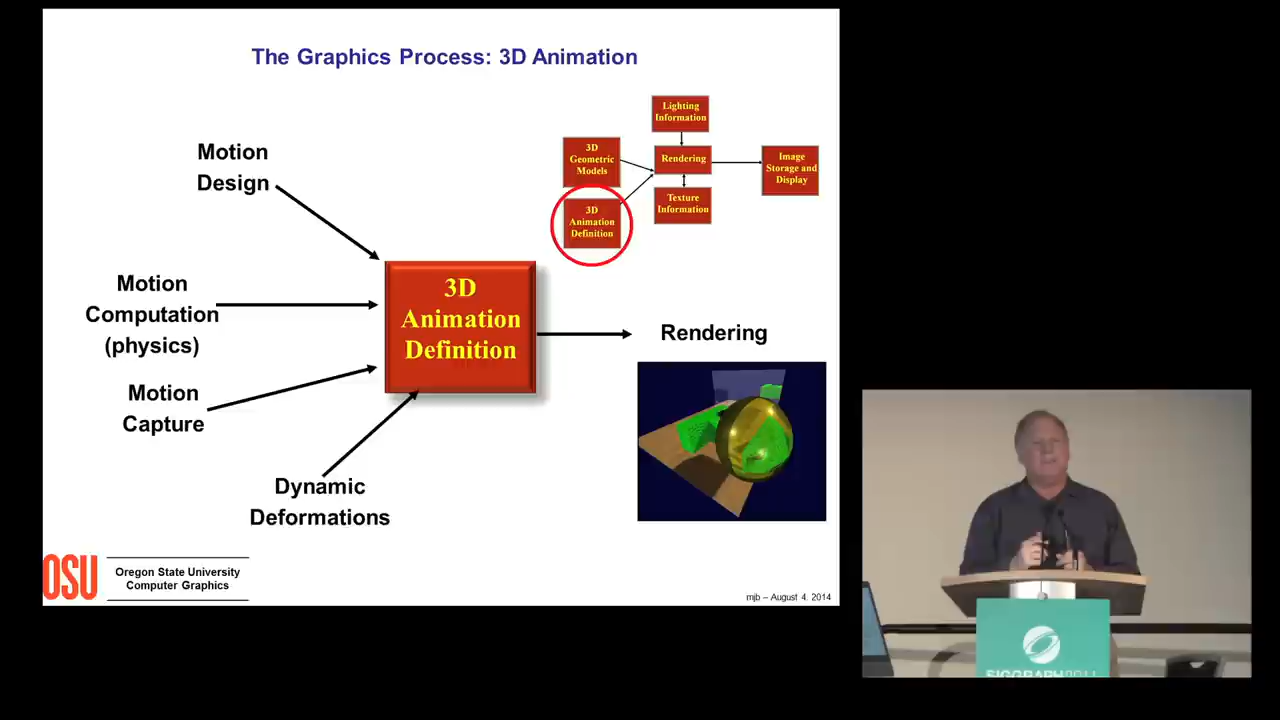 The Graphics Process: 3D Animation
Lighting
Information
3D
Geometric
Models
Rendering
Image
Storage and
Display
Texture
Information
3D
Animation
Definition
Motion
Design
Motion
Computation
(physics)
Motion
Capture
Dynamic
Deformations
3D
Animation
Definition
Rendering
OSU
Oregon State University
Computer Graphics
mjb – August 4, 2014